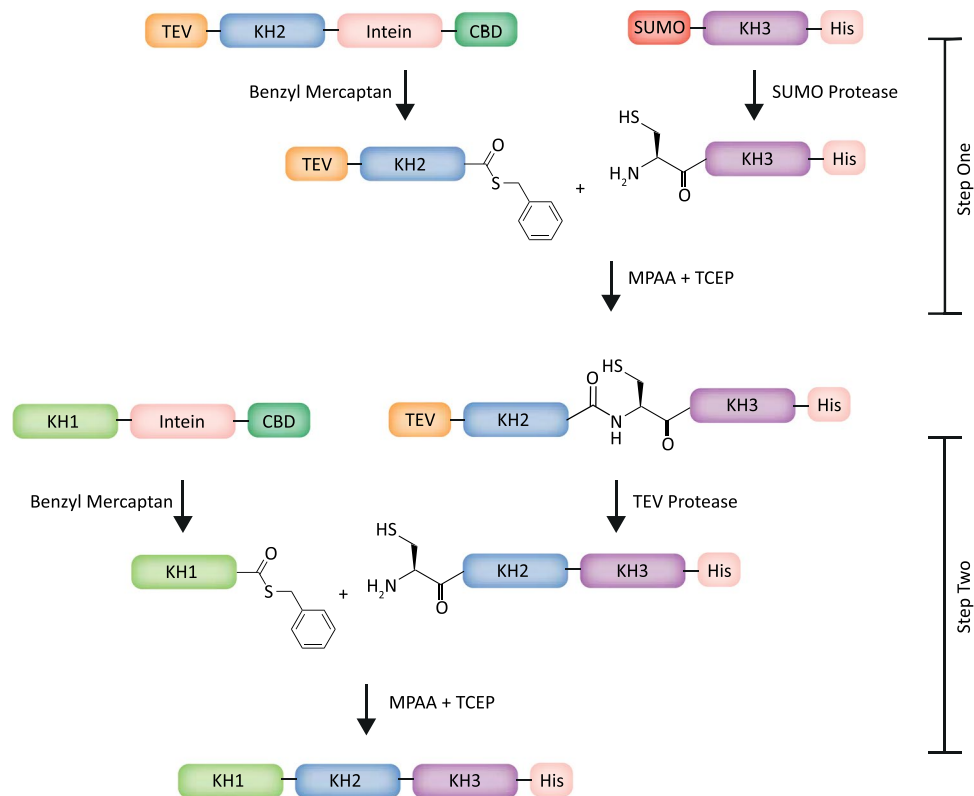 TEV KH2 Intein CBD
SUMO KH3 His
Benzyl Mercaptan
SUMO Protease
HS
TEV KH2
O
S
+
H2N
O
KH3 His
Step One
MPAA + TCEP
KH1 Intein CBD
TEV KH2
O
N
H
HS
O
KH3 His
Benzyl Mercaptan
TEV Protease
KH1
O
S
+
HS
H2N
O
KH2 KH3 His
Step Two
MPAA + TCEP
KH1 KH2 KH3 His